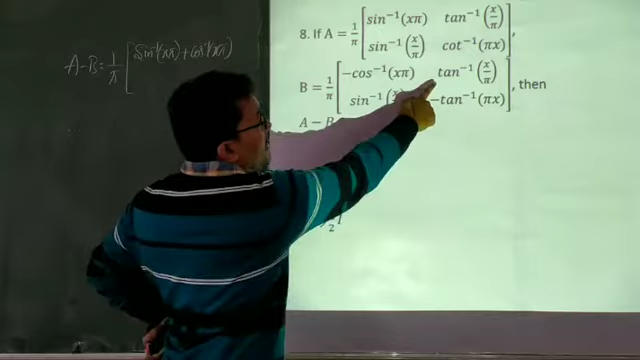 8. If A = 1/π [ sin⁻¹(xπ) tan⁻¹(x/π)
sin⁻¹(x/π) cot⁻¹(πx) ],
B = 1/π [ −cos⁻¹(xπ) tan⁻¹(x/π)
sin⁻¹ −tan⁻¹(πx) ], then
A −
A-B = 1/π [ Sin⁻¹(xπ) + cos⁻¹(xπ)